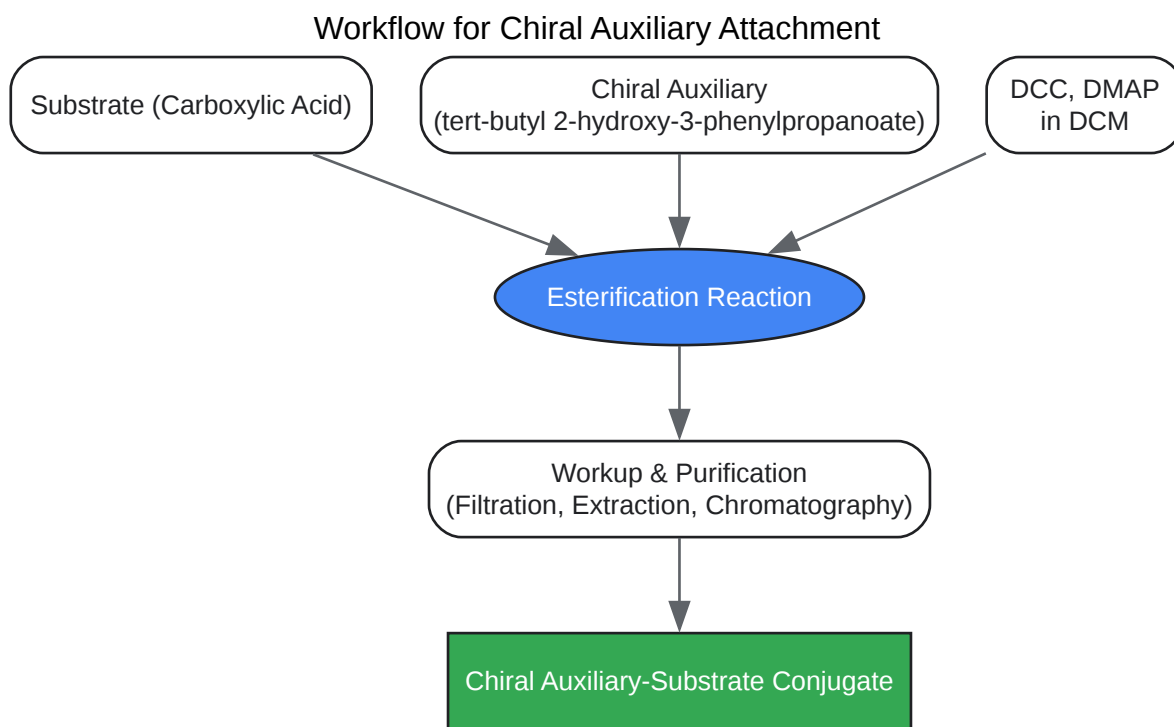 Workflow for Chiral Auxiliary Attachment
Substrate (Carboxylic Acid)
Chiral Auxiliary
(tert-butyl 2-hydroxy-3-phenylpropanoate)
DCC, DMAP
in DCM
Esterification Reaction
Workup & Purification
(Filtration, Extraction, Chromatography)
Chiral Auxiliary-Substrate Conjugate